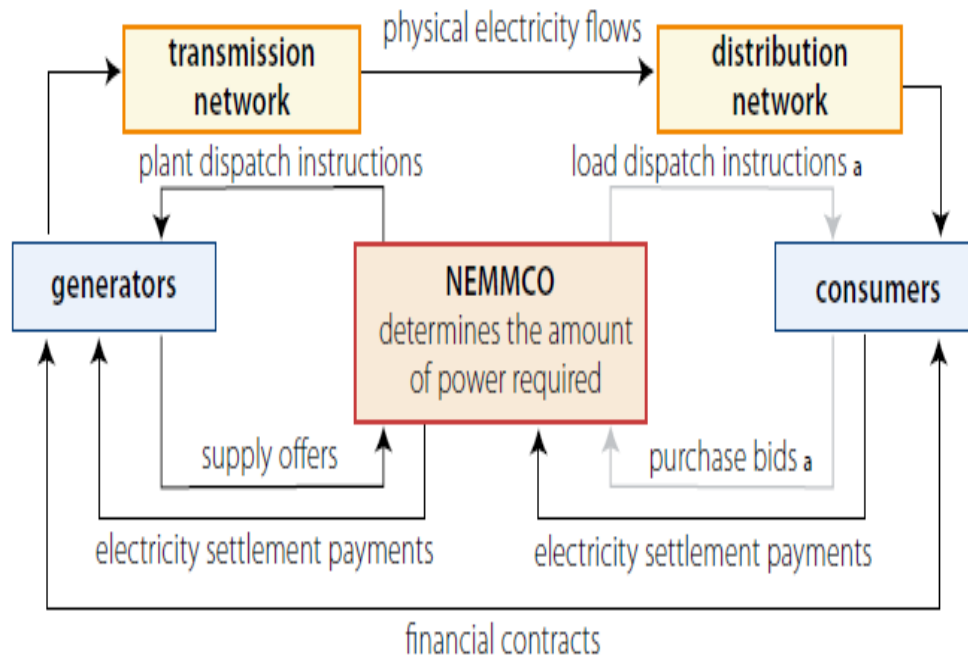 physical electricity flows
transmission
network
distribution
network
plant dispatch instructions
load dispatch instructions a
generators
NEMMCO
determines the amount
of power required
consumers
supply offers
purchase bids a
electricity settlement payments
electricity settlement payments
financial contracts